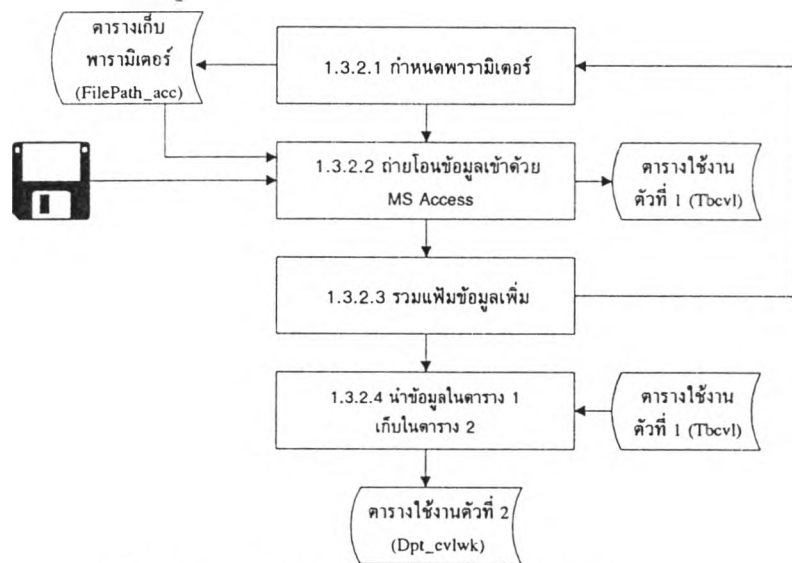 ตารางเก็บ
พารามิเตอร์
(FilePath_acc)
1.3.2.1 กำหนดพารามิเตอร์
1.3.2.2 ถ่ายโอนข้อมูลเข้าด้วย
MS Access
ตารางใช้งาน
ตัวที่ 1 (Tbcvl)
1.3.2.3 รวมแฟ้มข้อมูลเพิ่ม
1.3.2.4 นำข้อมูลในตาราง 1
เก็บในตาราง 2
ตารางใช้งาน
ตัวที่ 1 (Tbcvl)
ตารางใช้งานตัวที่ 2
(Dpt_cvlwk)